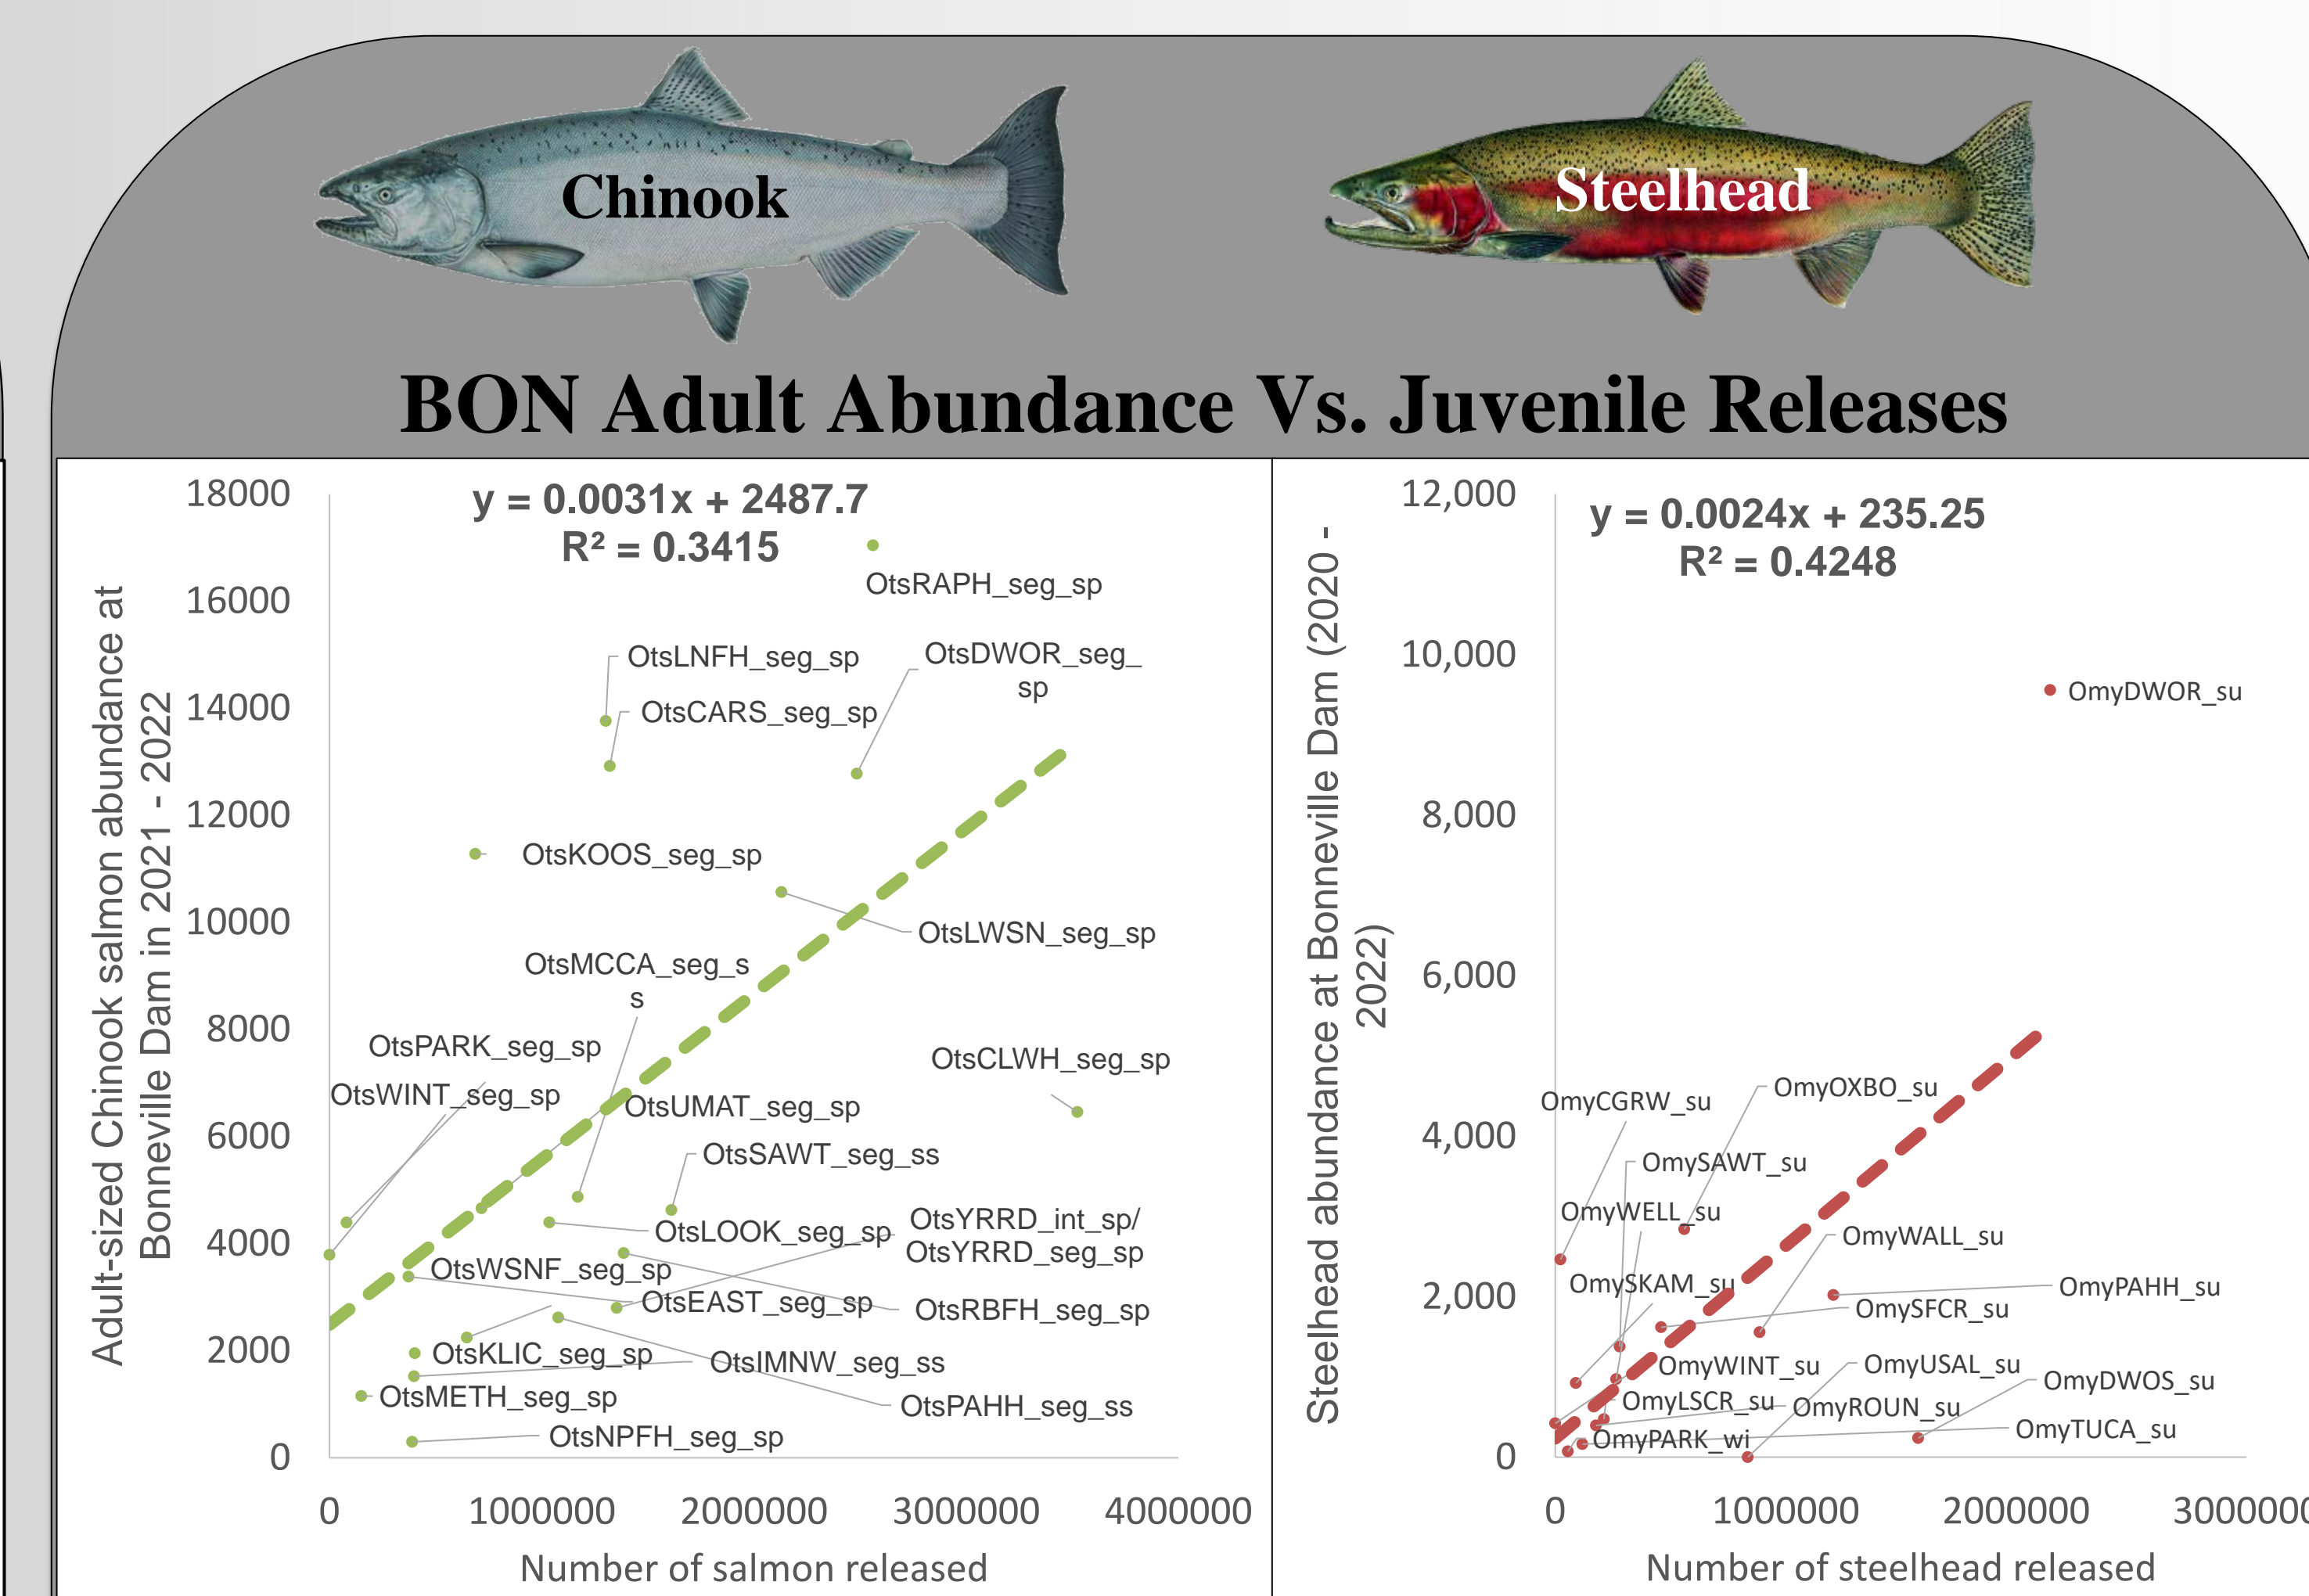 Chinook
Steelhead
BON Adult Abundance Vs. Juvenile Releases
Adult-sized Chinook salmon abundance at
Bonneville Dam in 2021 - 2022
18000
16000
14000
12000
10000
8000
6000
4000
2000
0
y = 0.0031x + 2487.7
R² = 0.3415
OtsRAPH_seg_sp
OtsLNFH_seg_sp
OtsDWOR_seg_
sp
OtsCARS_seg_sp
OtsKOOS_seg_sp
OtsLWSN_seg_sp
OtsMCCA_seg_s
s
OtsPARK_seg_sp
OtsCLWH_seg_sp
OtsWINT_seg_sp
OtsUMAT_seg_sp
OtsSAWT_seg_ss
OtsLOOK_seg_sp
OtsYRRD_int_sp/
OtsYRRD_seg_sp
OtsWSNF_seg_sp
OtsEAST_seg_sp
OtsRBFH_seg_sp
OtsKLIC_seg_sp
OtsIMNW_seg_ss
OtsMETH_seg_sp
OtsPAHH_seg_ss
OtsNPFH_seg_sp
0 1000000 2000000 3000000 4000000
Number of salmon released
Steelhead abundance at Bonneville Dam (2020 -
2022)
12,000
10,000
8,000
6,000
4,000
2,000
0
y = 0.0024x + 235.25
R² = 0.4248
OmyDWOR_su
OmyOXBO_su
OmyCGRW_su
OmySAWT_su
OmyWELL_su
OmyWALL_su
OmySKAM_su
OmyPAHH_su
OmySFCR_su
OmyWINT_su
OmyUSAL_su
OmyDWOS_su
OmyLSCR_su
OmyROUN_su
OmyTUCA_su
OmyPARK_wi
0 1000000 2000000 3000000
Number of steelhead released